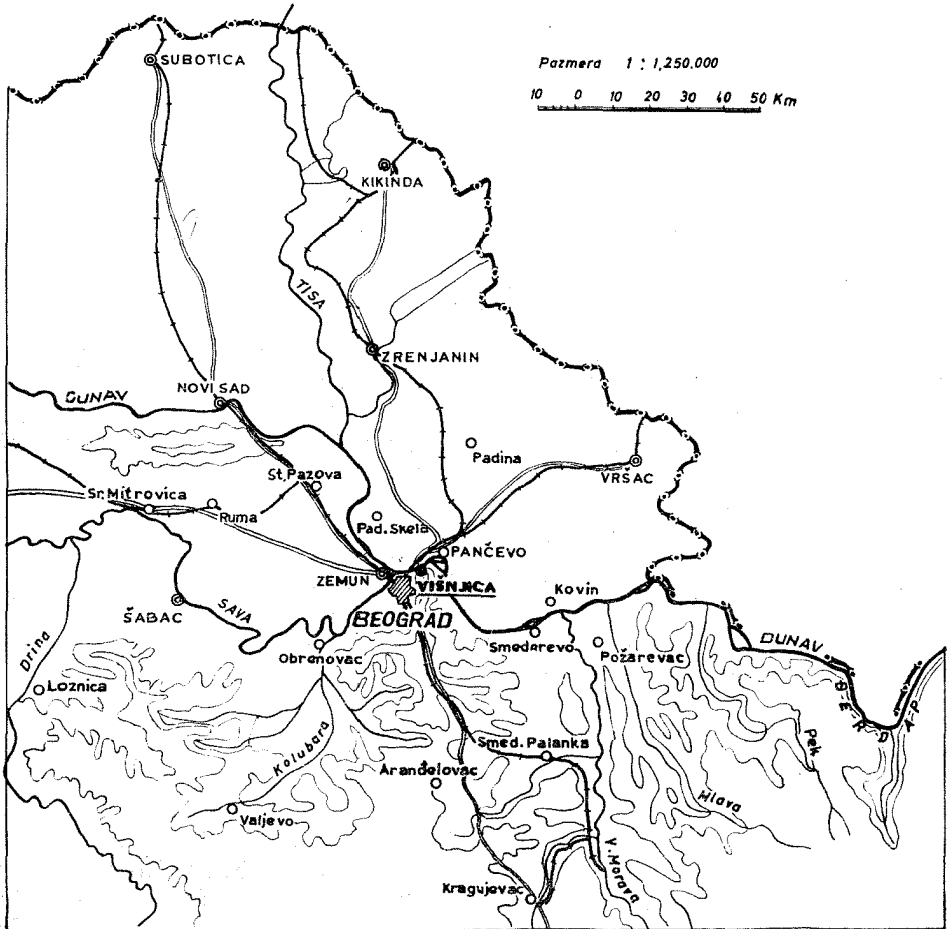 Pazmera 1 : 1,250.000
10 0 10 20 30 40 50 Km
SUBOTICA
KIKINDA
TISA
ZRENJANIN
NOVI SAD
DUNAV
Padina
St. Pazova
VRŠAC
Sr. Mitrovica
Ruma
Pad. Skela
PANČEVO
ZEMUN
VIŠNJICA
Kovin
ŠABAC
SAVA
BEOGRAD
Drina
Obrenovac
Smederevo
Požarevac
DUNAV
Loznica
Đ-E-R-D-A-P
Kolubara
Smed. Palanka
Pek
Aranđelovac
Mlava
Valjevo
V. Morava
Kragujevac